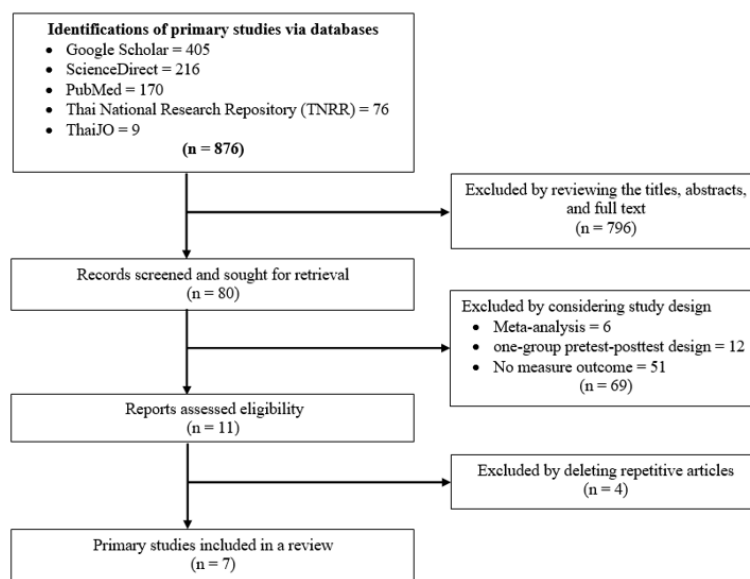 Identifications of primary studies via databases
• Google Scholar = 405
• ScienceDirect = 216
• PubMed = 170
• Thai National Research Repository (TNRR) = 76
• ThaiJO = 9
(n = 876)
Excluded by reviewing the titles, abstracts,
and full text
(n = 796)
Records screened and sought for retrieval
(n = 80)
Excluded by considering study design
• Meta-analysis = 6
• one-group pretest-posttest design = 12
• No measure outcome = 51
(n = 69)
Reports assessed eligibility
(n = 11)
Excluded by deleting repetitive articles
(n = 4)
Primary studies included in a review
(n = 7)